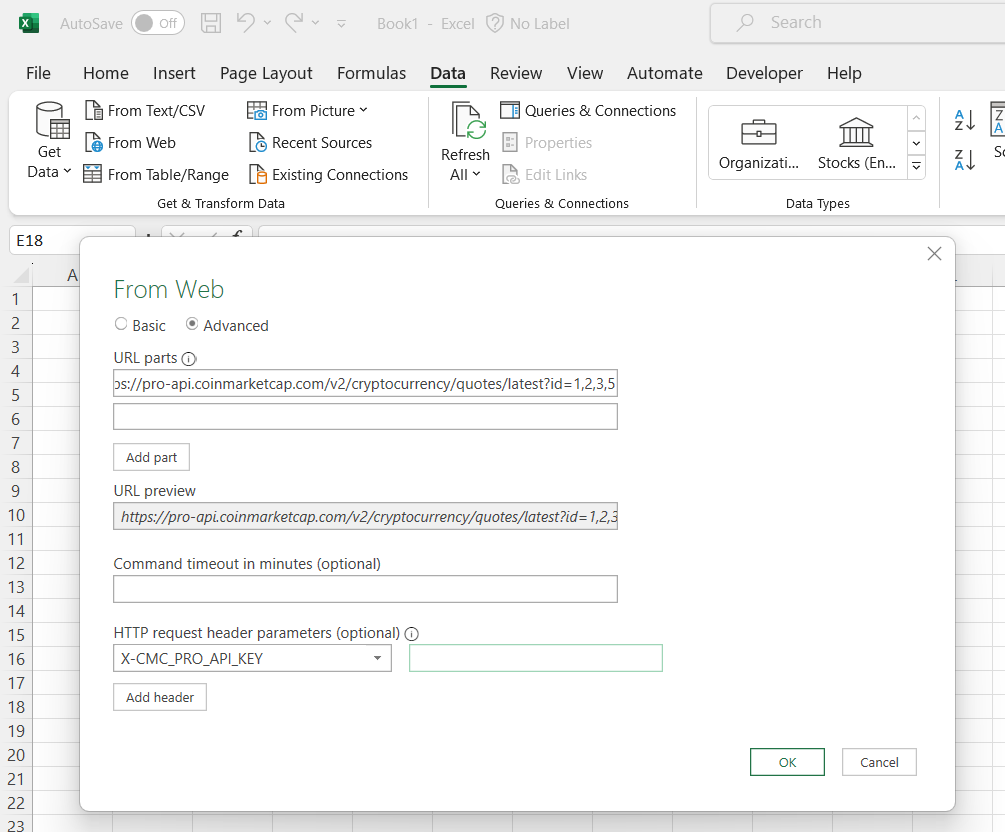 AutoSave Off Book1 - Excel No Label Search
File Home Insert Page Layout Formulas Data Review View Automate Developer Help
Get Data
From Text/CSV
From Web
From Table/Range
From Picture
Recent Sources
Existing Connections
Get & Transform Data
Refresh All
Queries & Connections
Properties
Edit Links
Queries & Connections
Organizati... Stocks (En...
Data Types
E18
A
From Web
Basic Advanced
URL parts
ps://pro-api.coinmarketcap.com/v2/cryptocurrency/quotes/latest?id=1,2,3,5
Add part
URL preview
https://pro-api.coinmarketcap.com/v2/cryptocurrency/quotes/latest?id=1,2,3
Command timeout in minutes (optional)
HTTP request header parameters (optional)
X-CMC_PRO_API_KEY
Add header
OK Cancel
1
2
3
4
5
6
7
8
9
10
11
12
13
14
15
16
17
18
19
20
21
22
23